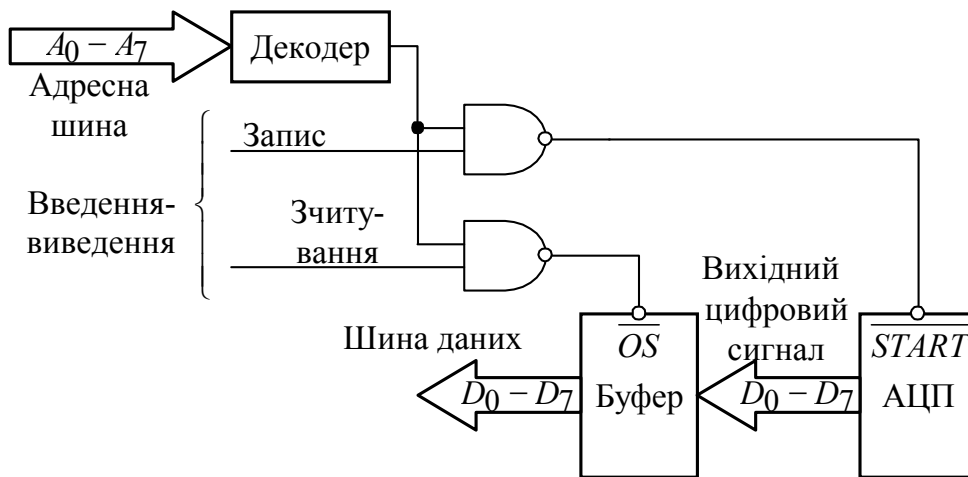 A0 – A7
Декодер
Адресна
шина
Запис
Введення-
виведення
Зчиту-
вання
Вихідний
цифровий
сигнал
Шина даних
OS
START
D0 – D7
Буфер
D0 – D7
АЦП